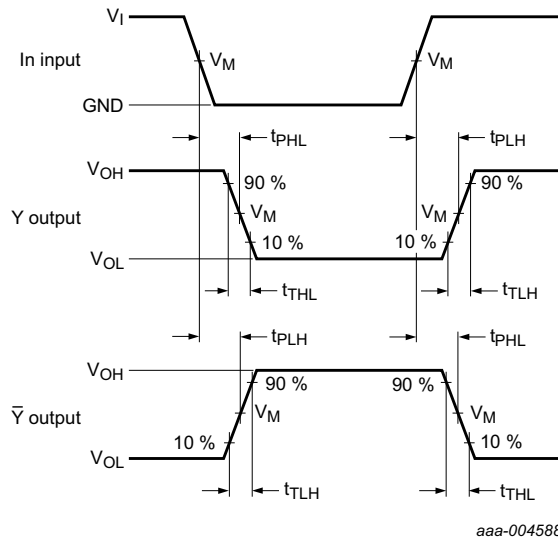 V_I
In input
V_M
V_M
GND
t_PHL
t_PLH
V_OH
90 %
90 %
Y output
V_M
V_M
10 %
10 %
V_OL
t_THL
t_TLH
t_PLH
t_PHL
V_OH
90 %
90 %
Y̅ output
V_M
V_M
10 %
10 %
V_OL
t_TLH
t_THL
aaa-004588